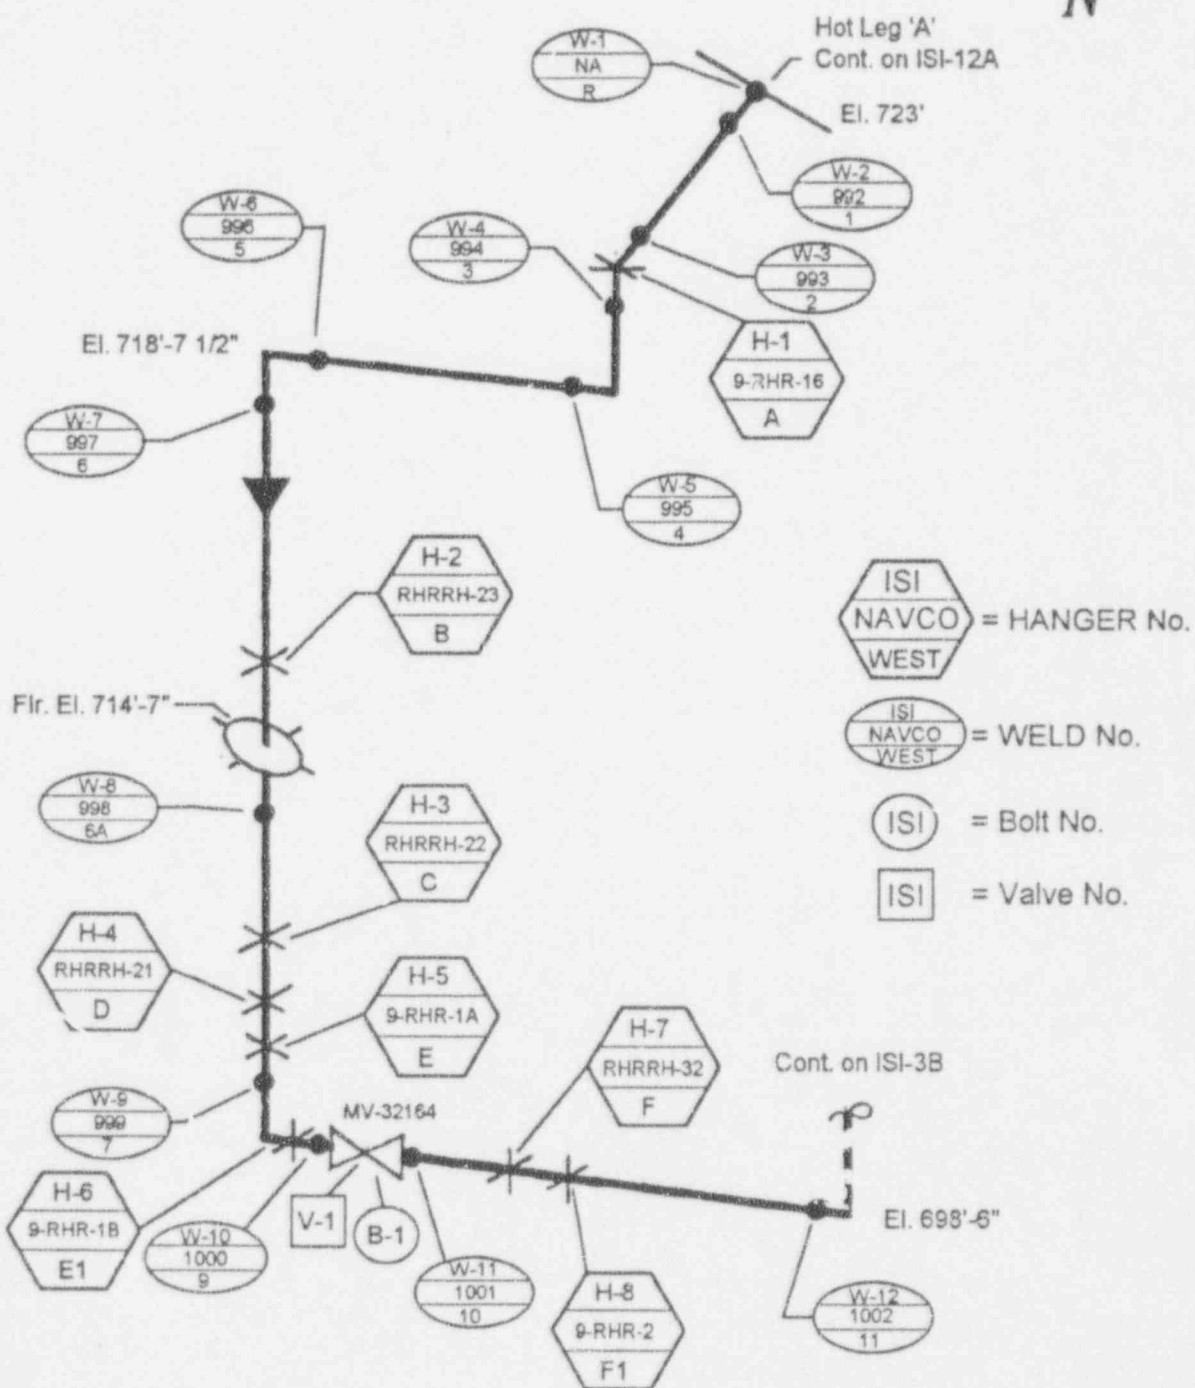 N
Hot Leg 'A'
Cont. on ISI-12A
El. 723'
W-1
NA
R
W-2
992
1
W-6
996
5
W-4
994
3
W-3
993
2
El. 718'-7 1/2"
H-1
9-RHR-16
A
W-7
997
6
W-5
995
4
H-2
RHRRH-23
B
ISI
NAVCO
WEST
= HANGER No.
Flr. El. 714'-7"
ISI
NAVCO
WEST
= WELD No.
W-8
998
6A
H-3
RHRRH-22
C
ISI
= Bolt No.
ISI
= Valve No.
H-4
RHRRH-21
D
H-5
9-RHR-1A
E
H-7
RHRRH-32
F
Cont. on ISI-3B
W-9
999
7
MV-32164
H-6
9-RHR-1B
E1
V-1
B-1
El. 698'-6"
W-10
1000
9
W-11
1001
10
H-8
9-RHR-2
F1
W-12
1002
11